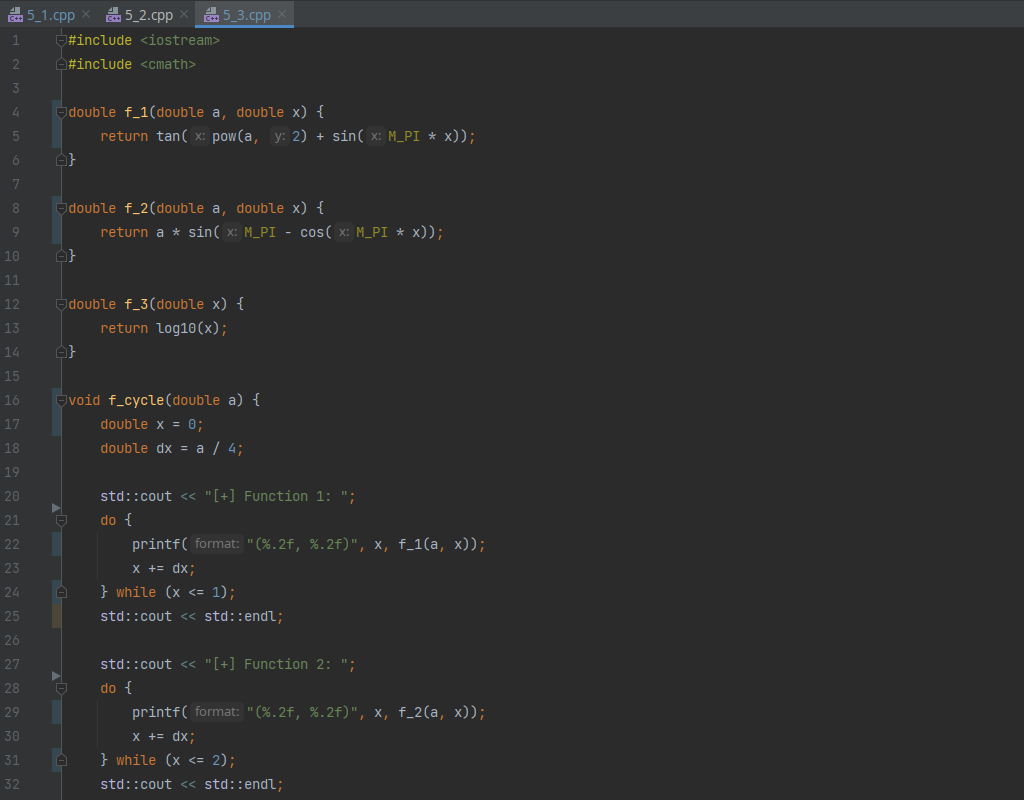 5_1.cpp 5_2.cpp 5_3.cpp
1 #include <iostream>
2 #include <cmath>
3
4 double f_1(double a, double x) {
5     return tan( x: pow(a, y: 2) + sin( x: M_PI * x));
6 }
7
8 double f_2(double a, double x) {
9     return a * sin( x: M_PI - cos( x: M_PI * x));
10 }
11
12 double f_3(double x) {
13     return log10(x);
14 }
15
16 void f_cycle(double a) {
17     double x = 0;
18     double dx = a / 4;
19
20     std::cout << "[+] Function 1: ";
21     do {
22         printf( format: "(%.2f, %.2f)", x, f_1(a, x));
23         x += dx;
24     } while (x <= 1);
25     std::cout << std::endl;
26
27     std::cout << "[+] Function 2: ";
28     do {
29         printf( format: "(%.2f, %.2f)", x, f_2(a, x));
30         x += dx;
31     } while (x <= 2);
32     std::cout << std::endl;